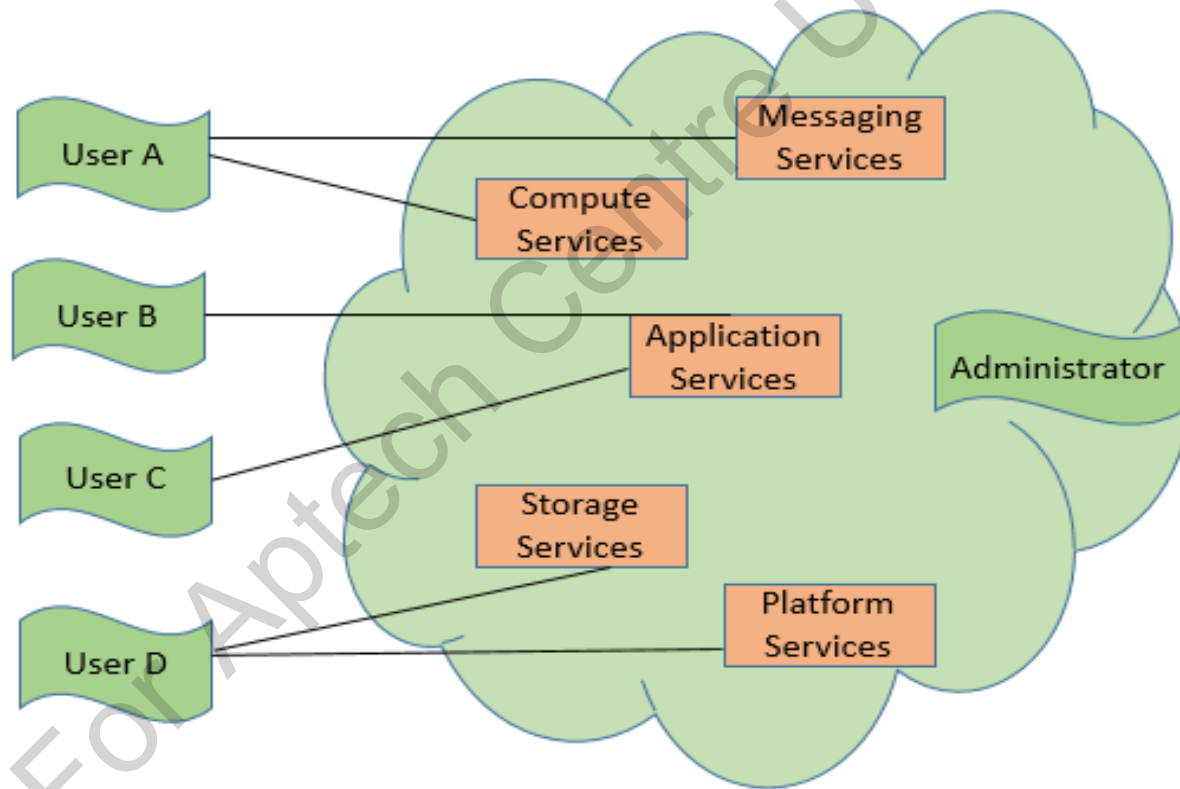 User A
User B
User C
User D
Messaging
Services
Compute
Services
Application
Services
Storage
Services
Platform
Services
Administrator
For Aptech Centre U